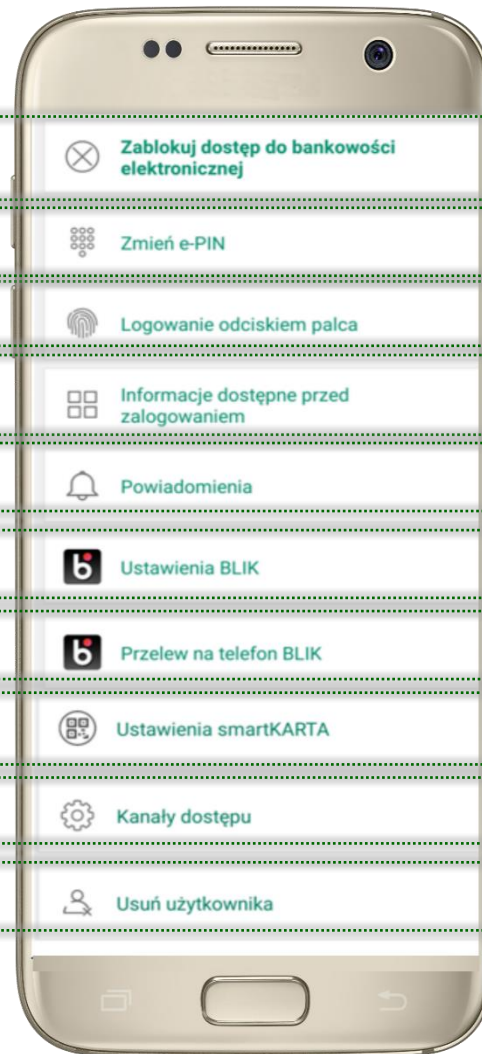 Zablokuj dostęp do bankowości
elektronicznej
Zmień e-PIN
Logowanie odciskiem palca
Informacje dostępne przed
zalogowaniem
Powiadomienia
b Ustawienia BLIK
b Przelew na telefon BLIK
Ustawienia smartKARTA
Kanały dostępu
Usuń użytkownika